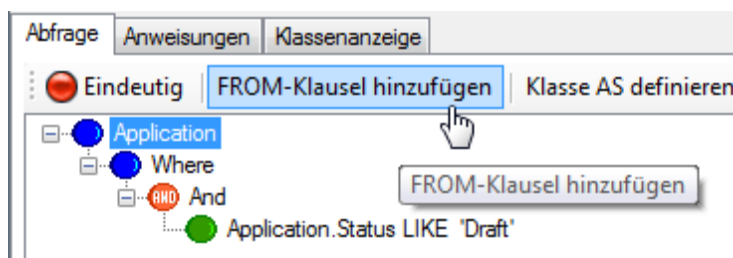 Abfrage Anweisungen Klassenanzeige
Eindeutig FROM-Klausel hinzufügen Klasse AS definieren
Application
Where
FROM-Klausel hinzufügen
AND And
Application.Status LIKE 'Draft'